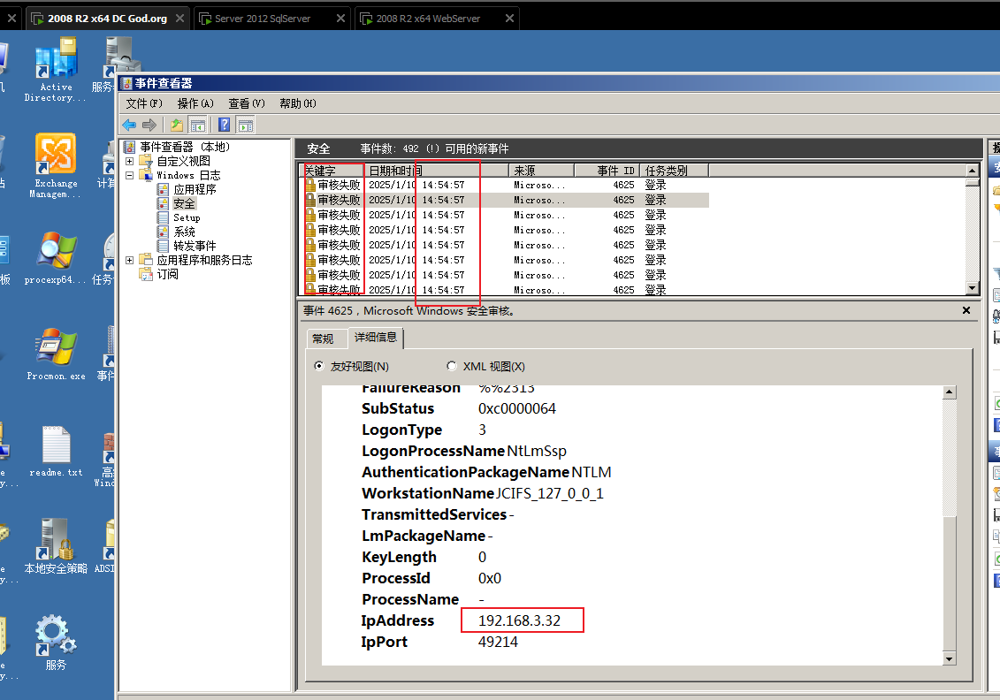 2008 R2 x64 DC God.org
Server 2012 SqlServer
2008 R2 x64 WebServer
Active
Directory...
Exchange
Managem...
procexp64...
Procmon.exe
readme.txt
本地安全策略
ADSI
服务
事件查看器
文件(F) 操作(A) 查看(V) 帮助(H)
事件查看器 (本地)
自定义视图
Windows 日志
应用程序
安全
Setup
系统
转发事件
应用程序和服务日志
订阅
安全 事件数: 492 (!) 可用的新事件
关键字 日期和时间 来源 事件 ID 任务类别
审核失败 2025/1/10 14:54:57 Microso... 4625 登录
审核失败 2025/1/10 14:54:57 Microso... 4625 登录
审核失败 2025/1/10 14:54:57 Microso... 4625 登录
审核失败 2025/1/10 14:54:57 Microso... 4625 登录
审核失败 2025/1/10 14:54:57 Microso... 4625 登录
审核失败 2025/1/10 14:54:57 Microso... 4625 登录
审核失败 2025/1/10 14:54:57 Microso... 4625 登录
审核失败 2025/1/10 14:54:57 Microso... 4625 登录
事件 4625，Microsoft Windows 安全审核。
常规 详细信息
友好视图(N) XML 视图(X)
FailureReason %%2313
SubStatus 0xc0000064
LogonType 3
LogonProcessName NtLmSsp
AuthenticationPackageName NTLM
WorkstationName JCIFS_127_0_0_1
TransmittedServices -
LmPackageName -
KeyLength 0
ProcessId 0x0
ProcessName -
IpAddress 192.168.3.32
IpPort 49214